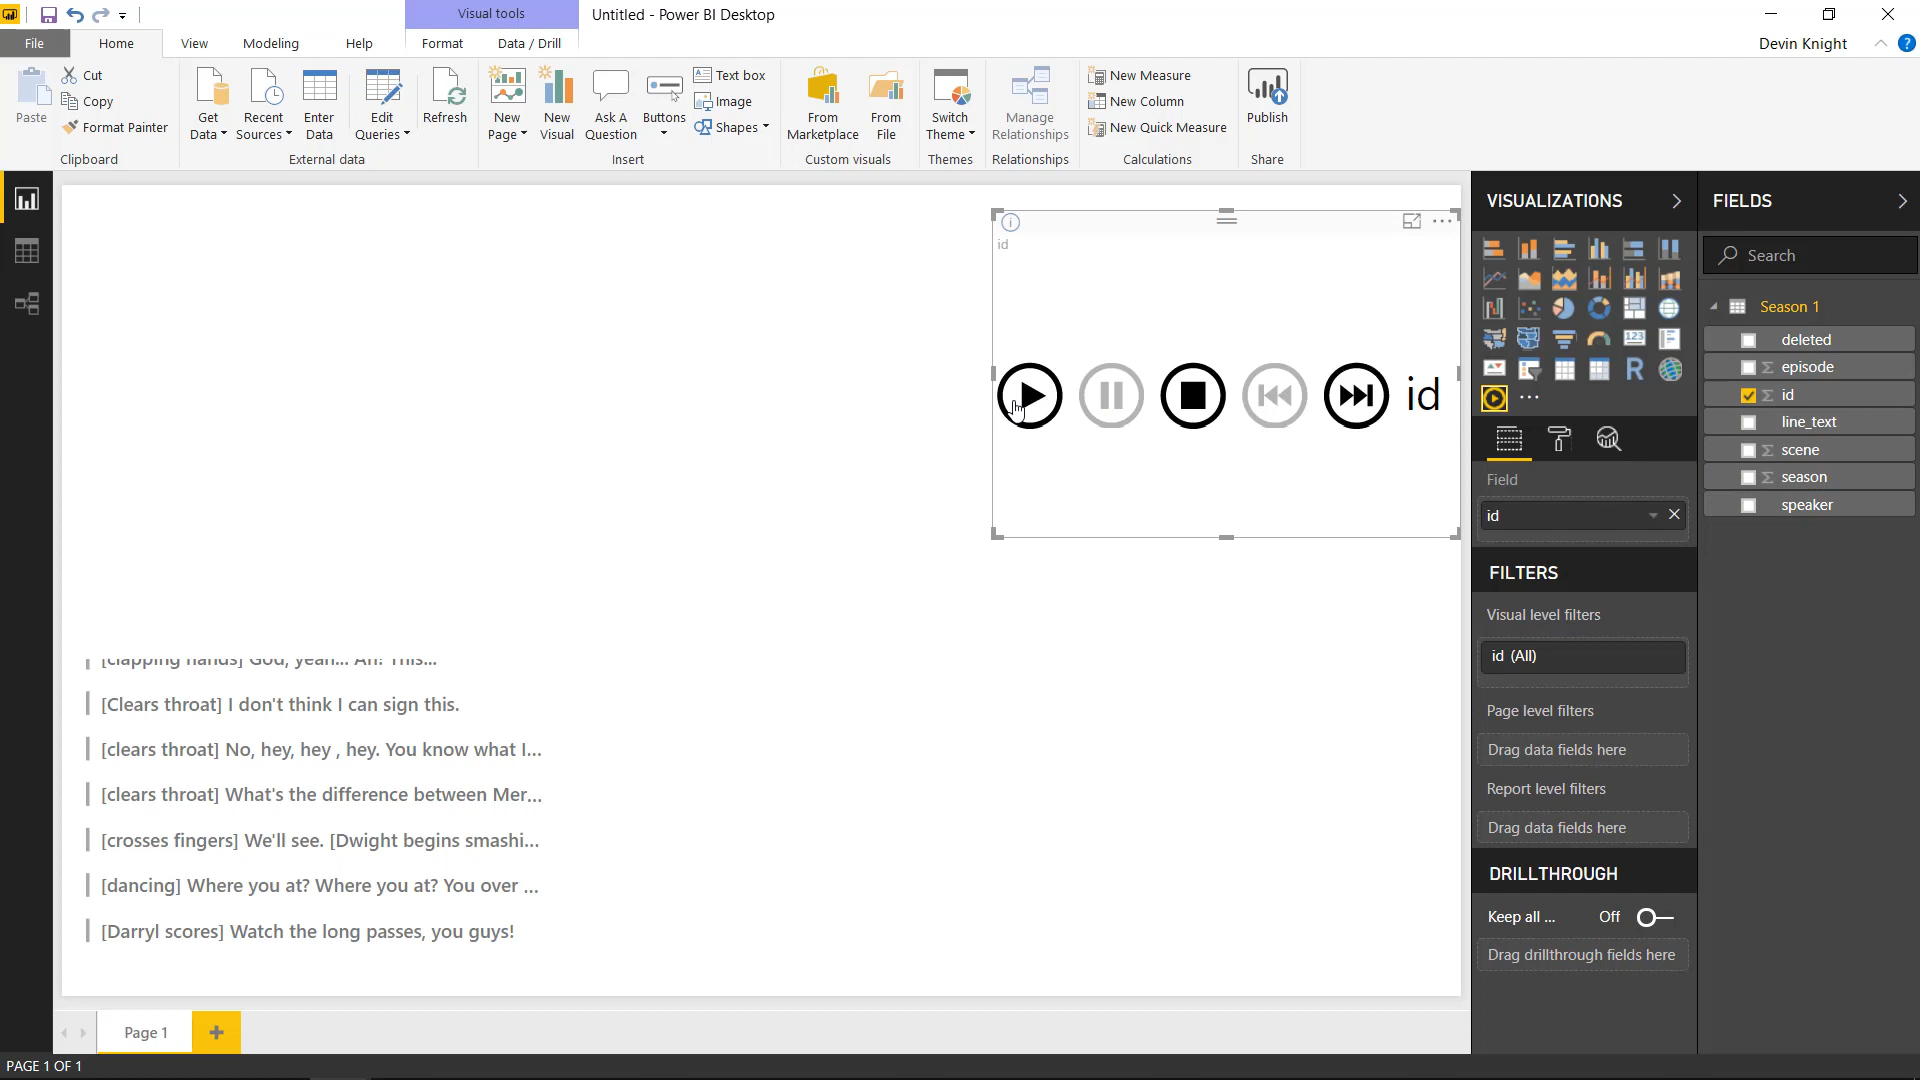 Visual tools
Untitled - Power BI Desktop
File
Home
View
Modeling
Help
Format
Data / Drill
Devin Knight
?
Paste
Cut
Copy
Format Painter
Clipboard
Get Data
Recent Sources
Enter Data
Edit Queries
Refresh
External data
New Page
New Visual
Ask A Question
Buttons
Text box
Image
Shapes
Insert
From Marketplace
From File
Custom visuals
Switch Theme
Themes
Manage Relationships
Relationships
New Measure
New Column
New Quick Measure
Calculations
Publish
Share
id
id
[clapping hands] God, yeah... Ah! This...
[Clears throat] I don't think I can sign this.
[clears throat] No, hey, hey , hey. You know what I...
[clears throat] What's the difference between Mer...
[crosses fingers] We'll see. [Dwight begins smashi...
[dancing] Where you at? Where you at? You over ...
[Darryl scores] Watch the long passes, you guys!
VISUALIZATIONS
123
R
Field
id
FILTERS
Visual level filters
id (All)
Page level filters
Drag data fields here
Report level filters
Drag data fields here
DRILLTHROUGH
Keep all ...
Off
Drag drillthrough fields here
FIELDS
Search
Season 1
deleted
episode
id
line_text
scene
season
speaker
Page 1
PAGE 1 OF 1